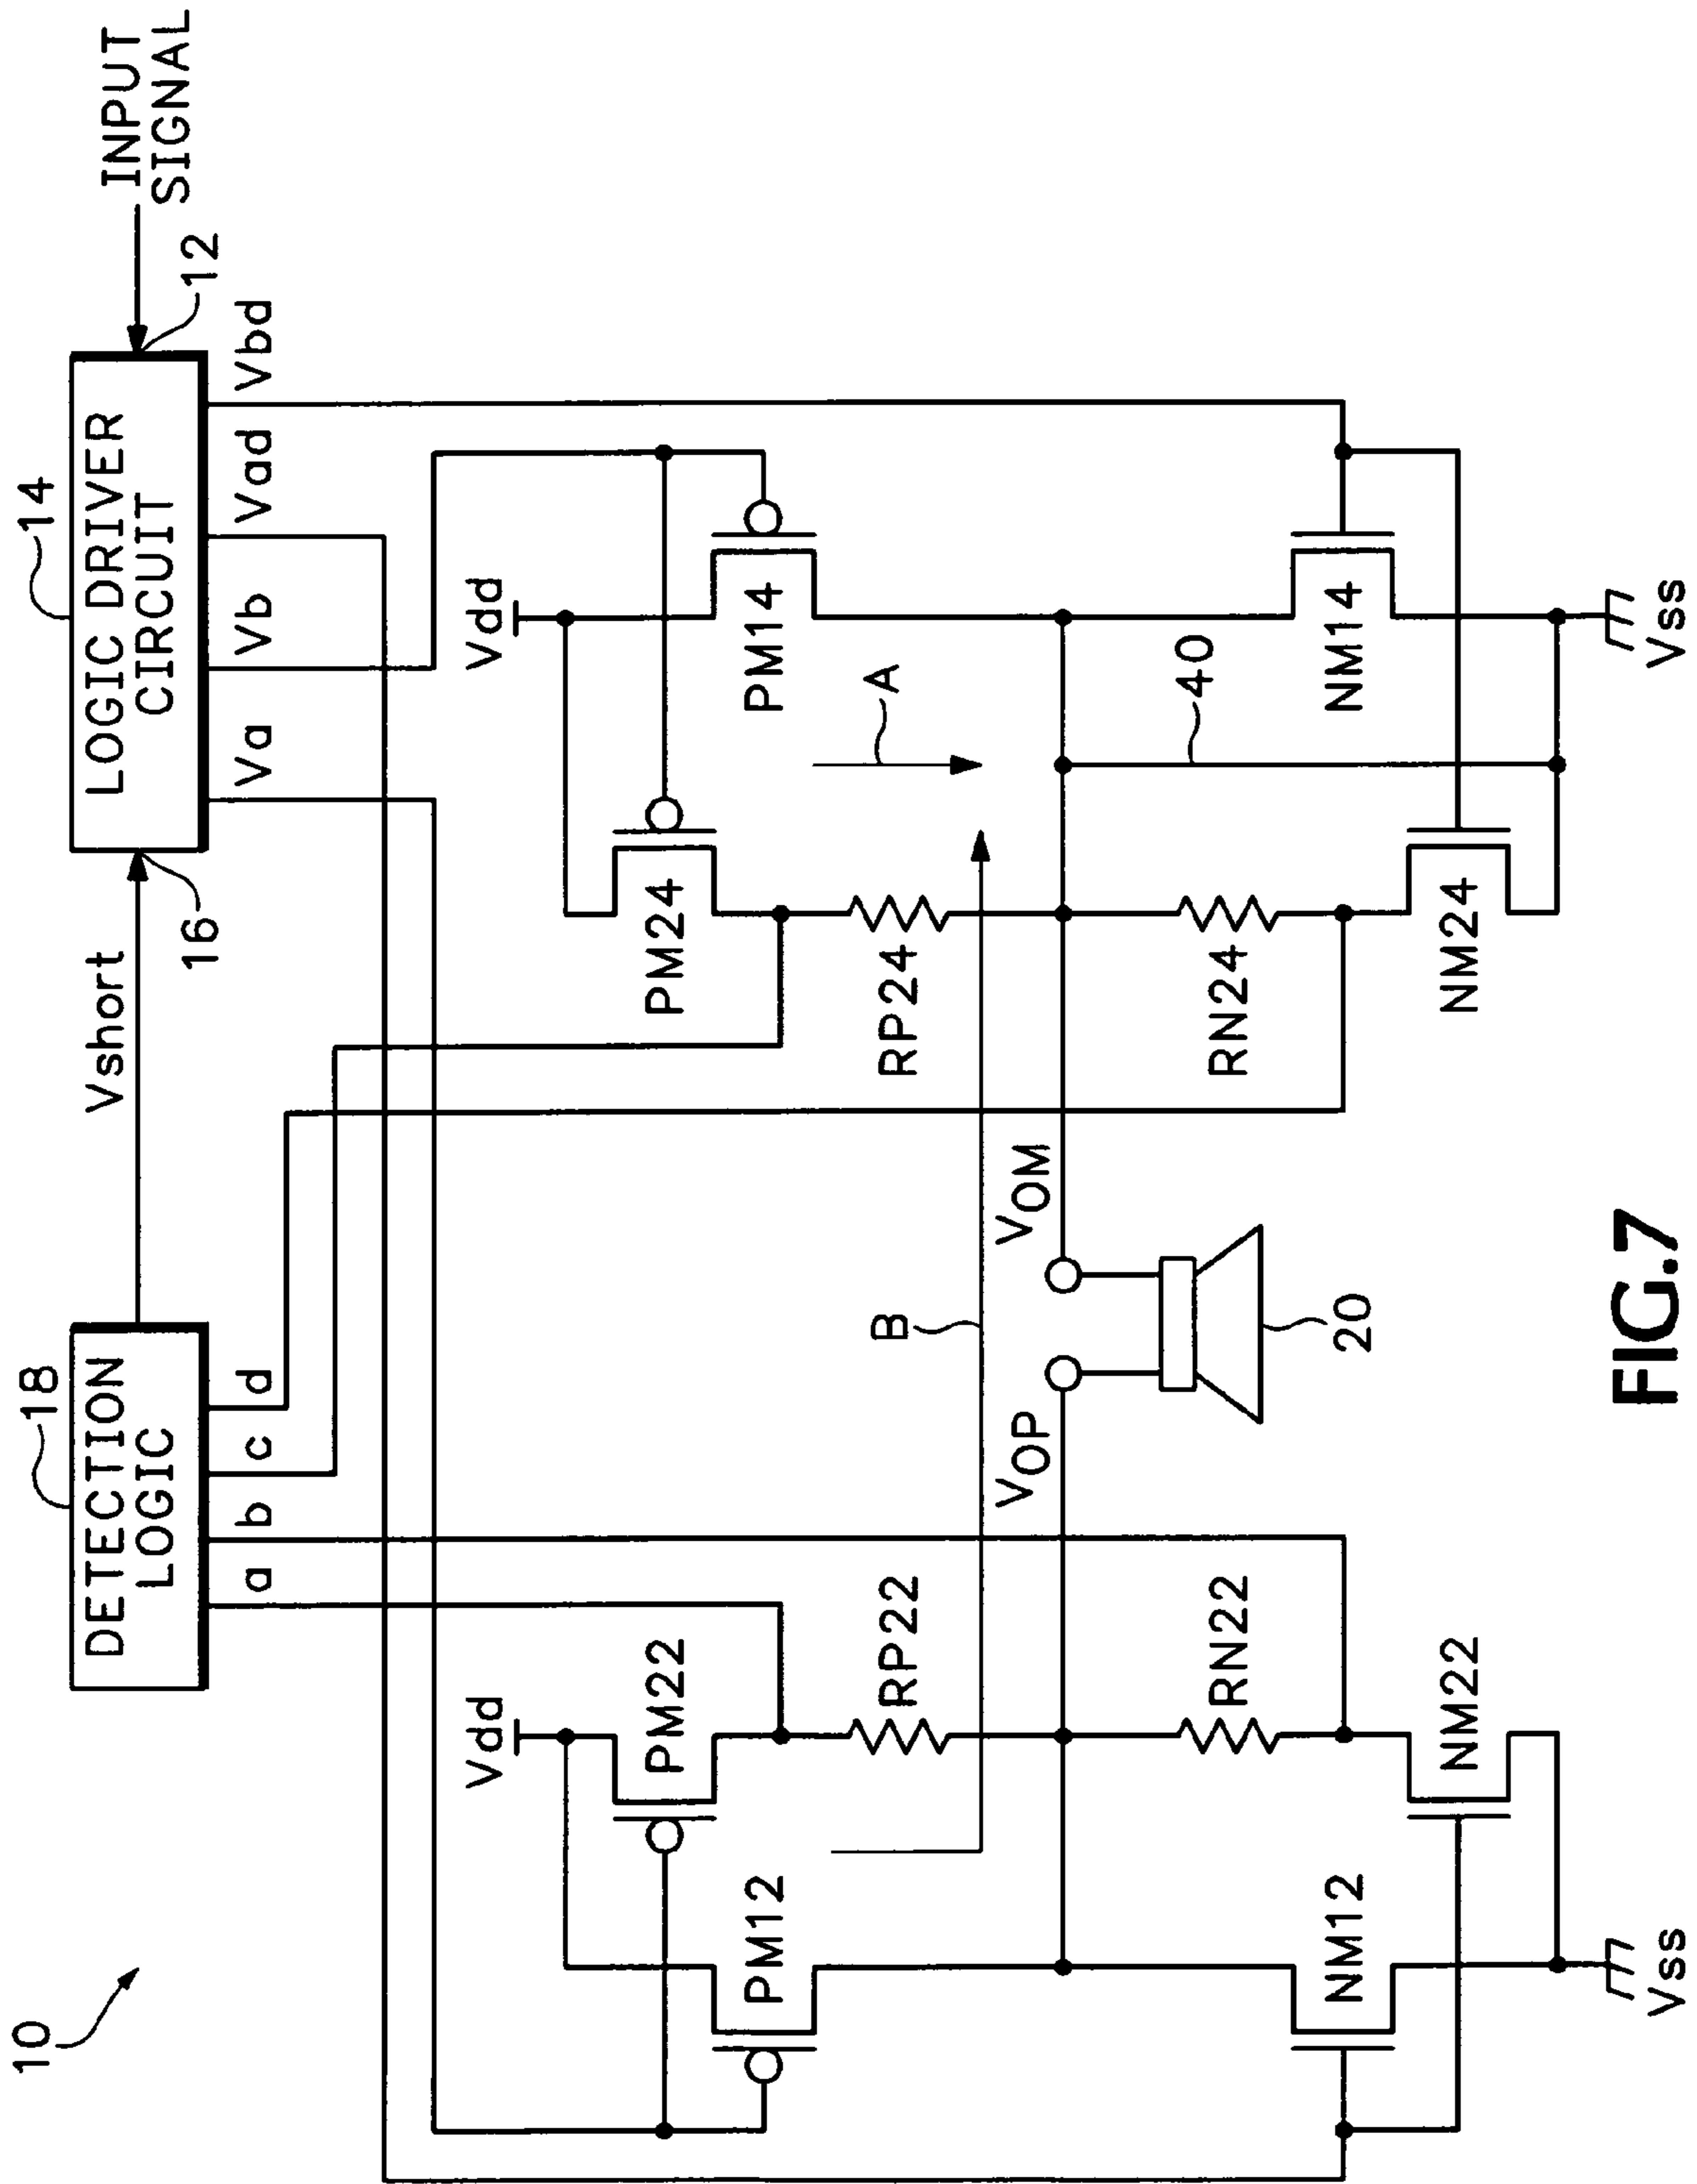 10
18
DETECTION
LOGIC
a
b
c
d
Vshort
16
14
LOGIC DRIVER
CIRCUIT
12
INPUT
SIGNAL
Va
Vb
Vad
Vbd
Vdd
PM12
PM22
RP22
Vdd
PM24
PM14
RP24
A
B
VOP
VOM
20
RN22
RN24
40
NM12
NM22
NM24
NM14
Vss
Vss
FIG.7